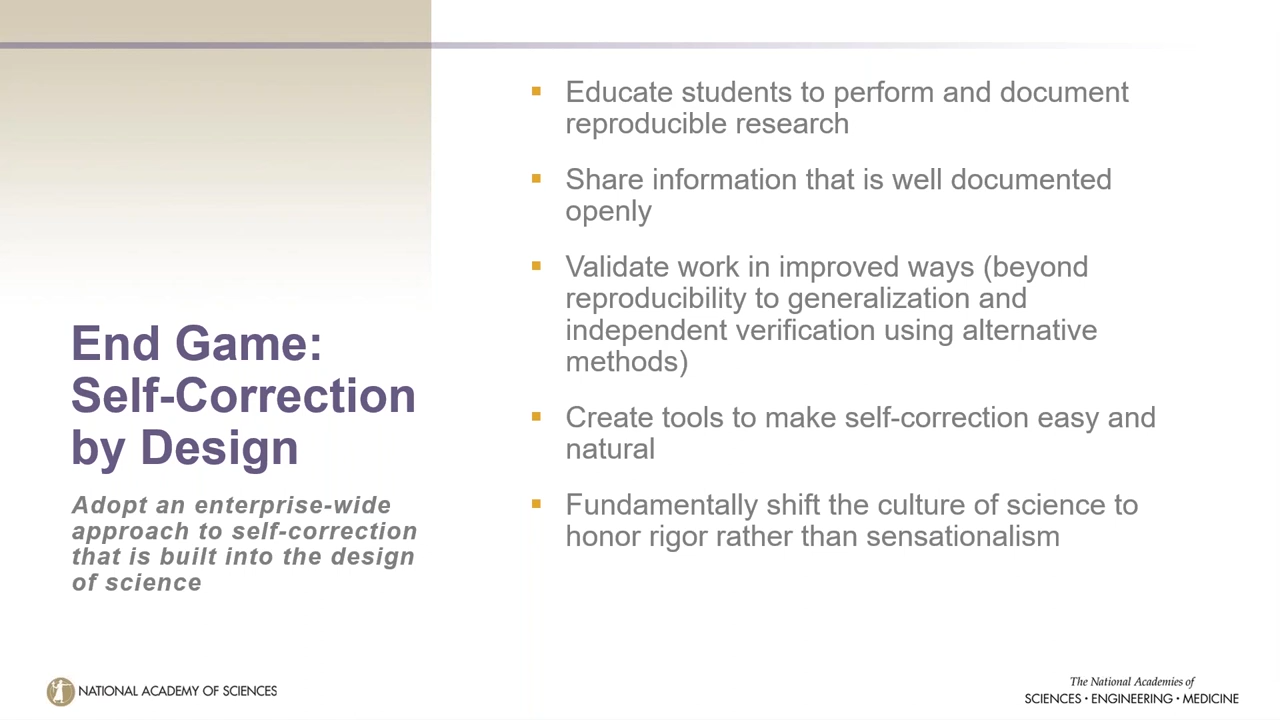 End Game:
Self-Correction
by Design
Adopt an enterprise-wide
approach to self-correction
that is built into the design
of science
Educate students to perform and document
reproducible research
Share information that is well documented
openly
Validate work in improved ways (beyond
reproducibility to generalization and
independent verification using alternative
methods)
Create tools to make self-correction easy and
natural
Fundamentally shift the culture of science to
honor rigor rather than sensationalism
NATIONAL ACADEMY OF SCIENCES
The National Academies of
SCIENCES · ENGINEERING · MEDICINE